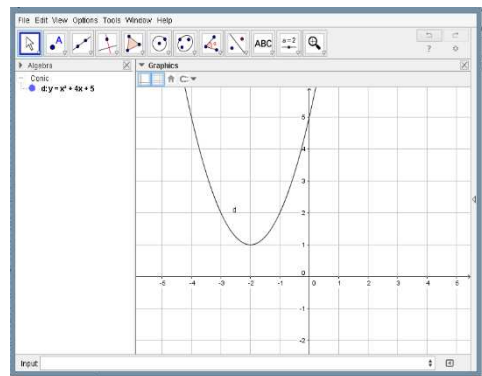 File Edit View Options Tools Window Help
A ABC a=2
?
Algebra Graphics
Conic
d: y = x² + 4x + 5
5
4
3
d 2
1
0
-5 -4 -3 -2 -1 0 1 2 3 4 5
-1
-2
Input: